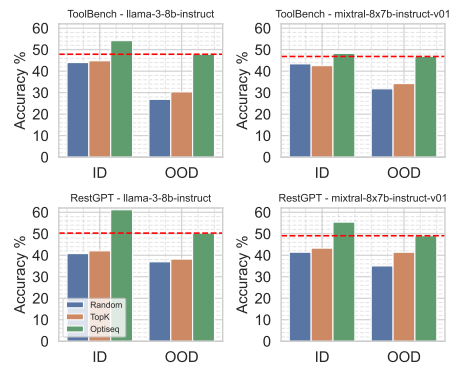 ToolBench - llama-3-8b-instruct
Accuracy %
60
50
40
30
20
10
0
ID
OOD
ToolBench - mixtral-8x7b-instruct-v01
Accuracy %
60
50
40
30
20
10
0
ID
OOD
RestGPT - llama-3-8b-instruct
Accuracy %
60
50
40
30
20
10
0
Random
TopK
Optiseq
ID
OOD
RestGPT - mixtral-8x7b-instruct-v01
Accuracy %
60
50
40
30
20
10
0
ID
OOD